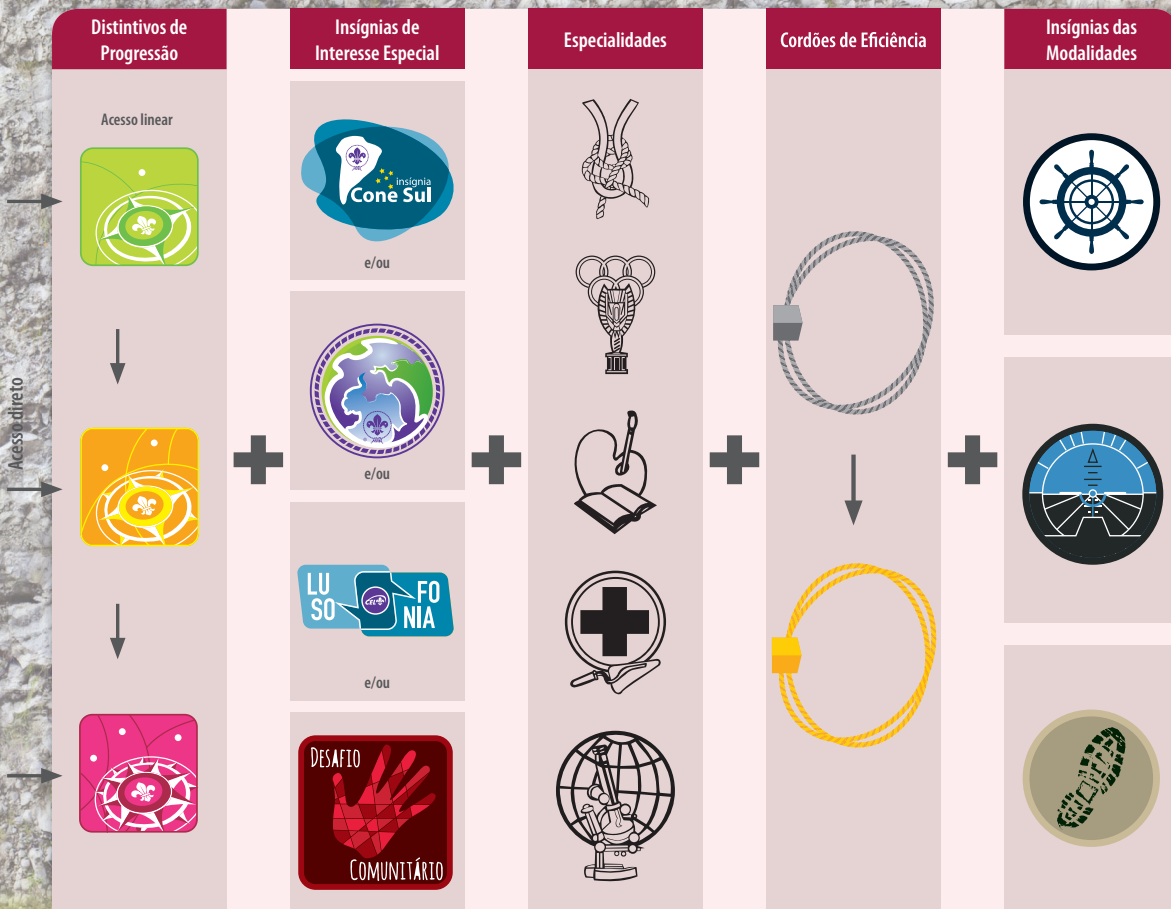 Distintivos de
Progressão
Insígnias de
Interesse Especial
Especialidades
Cordões de Eficiência
Insígnias das
Modalidades
Acesso linear
Acesso direto
insígnia
Cone Sul
e/ou
e/ou
LU
SO
CEL
FO
NIA
e/ou
DESAFIO
COMUNITÁRIO